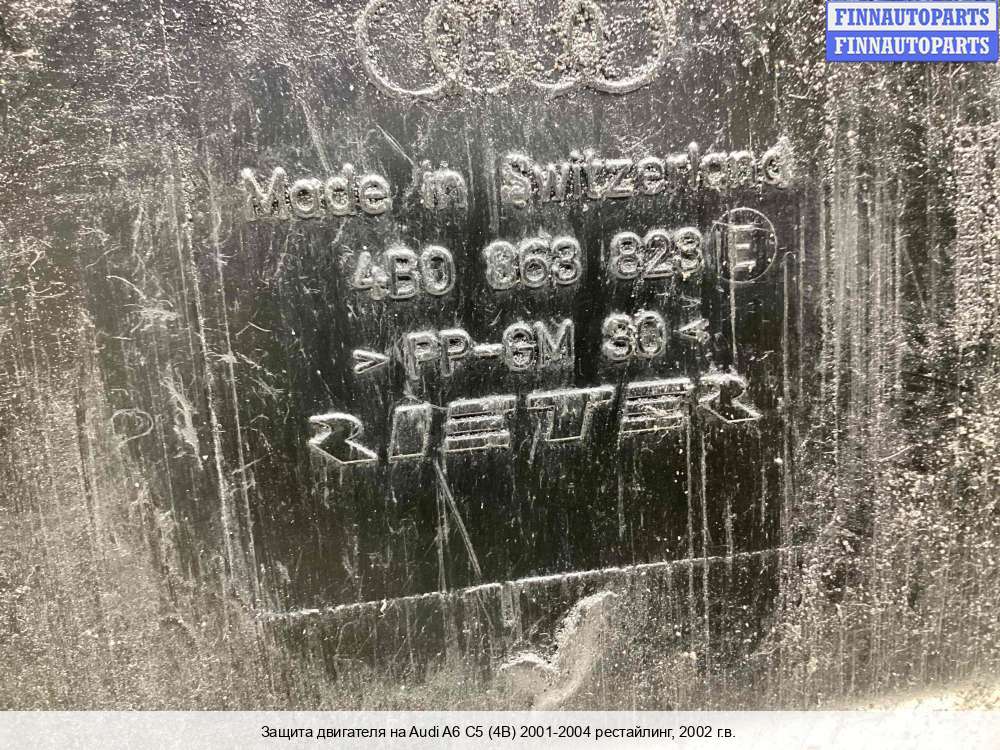 FINNAUTOPARTS
FINNAUTOPARTS
Made in Switzerland
4B0 863 823 E
> PP-GM 30 <
RIETER
Защита двигателя на Audi A6 C5 (4B) 2001-2004 рестайлинг, 2002 г.в.